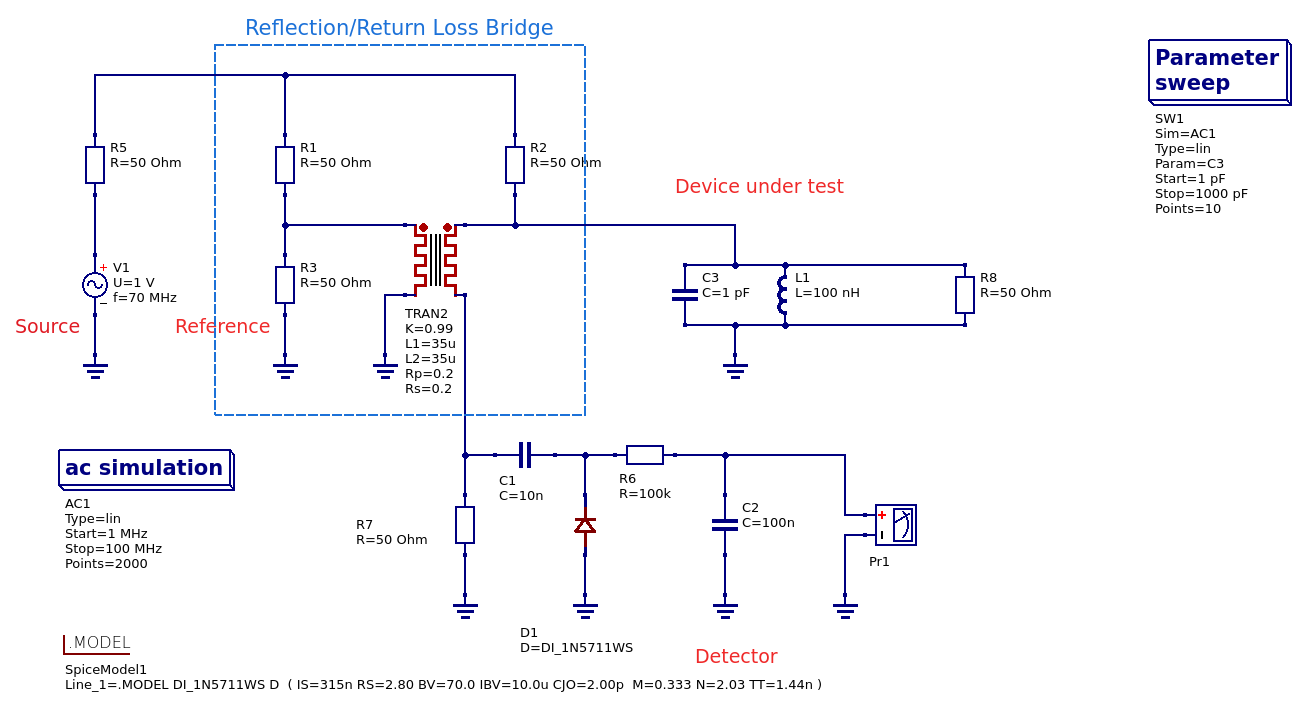 Reflection/Return Loss Bridge
Parameter
sweep
SW1
Sim=AC1
Type=lin
Param=C3
Start=1 pF
Stop=1000 pF
Points=10
R5
R=50 Ohm
R1
R=50 Ohm
R2
R=50 Ohm
Device under test
V1
U=1 V
f=70 MHz
+
−
R3
R=50 Ohm
C3
C=1 pF
L1
L=100 nH
R8
R=50 Ohm
Source
Reference
TRAN2
K=0.99
L1=35u
L2=35u
Rp=0.2
Rs=0.2
ac simulation
AC1
Type=lin
Start=1 MHz
Stop=100 MHz
Points=2000
C1
C=10n
R6
R=100k
R7
R=50 Ohm
C2
C=100n
+
Pr1
D1
D=DI_1N5711WS
Detector
.MODEL
SpiceModel1
Line_1=.MODEL DI_1N5711WS D  ( IS=315n RS=2.80 BV=70.0 IBV=10.0u CJO=2.00p  M=0.333 N=2.03 TT=1.44n )